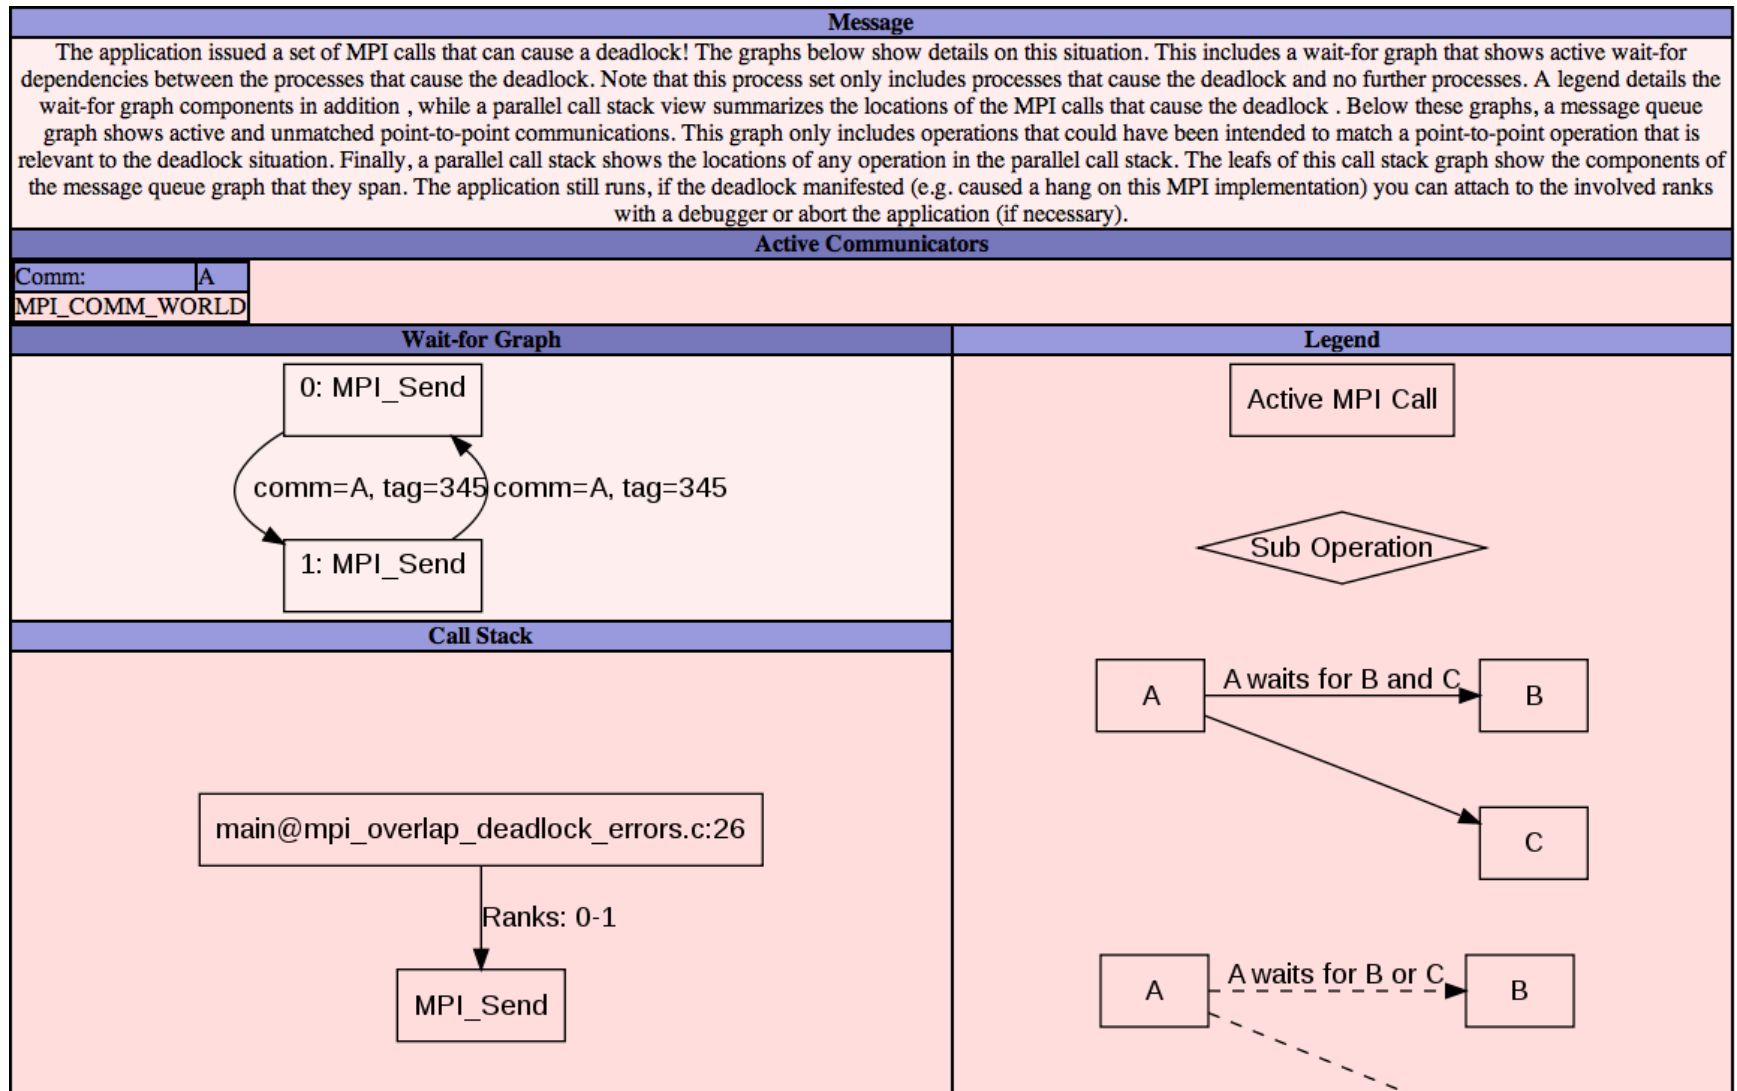 Message
The application issued a set of MPI calls that can cause a deadlock! The graphs below show details on this situation. This includes a wait-for graph that shows active wait-for
dependencies between the processes that cause the deadlock. Note that this process set only includes processes that cause the deadlock and no further processes. A legend details the
wait-for graph components in addition , while a parallel call stack view summarizes the locations of the MPI calls that cause the deadlock . Below these graphs, a message queue
graph shows active and unmatched point-to-point communications. This graph only includes operations that could have been intended to match a point-to-point operation that is
relevant to the deadlock situation. Finally, a parallel call stack shows the locations of any operation in the parallel call stack. The leafs of this call stack graph show the components of
the message queue graph that they span. The application still runs, if the deadlock manifested (e.g. caused a hang on this MPI implementation) you can attach to the involved ranks
with a debugger or abort the application (if necessary).
Active Communicators
Comm: A
MPI_COMM_WORLD
Wait-for Graph
0: MPI_Send
comm=A, tag=345 comm=A, tag=345
1: MPI_Send
Call Stack
main@mpi_overlap_deadlock_errors.c:26
Ranks: 0-1
MPI_Send
Legend
Active MPI Call
Sub Operation
A waits for B and C
A B
C
A waits for B or C
A B